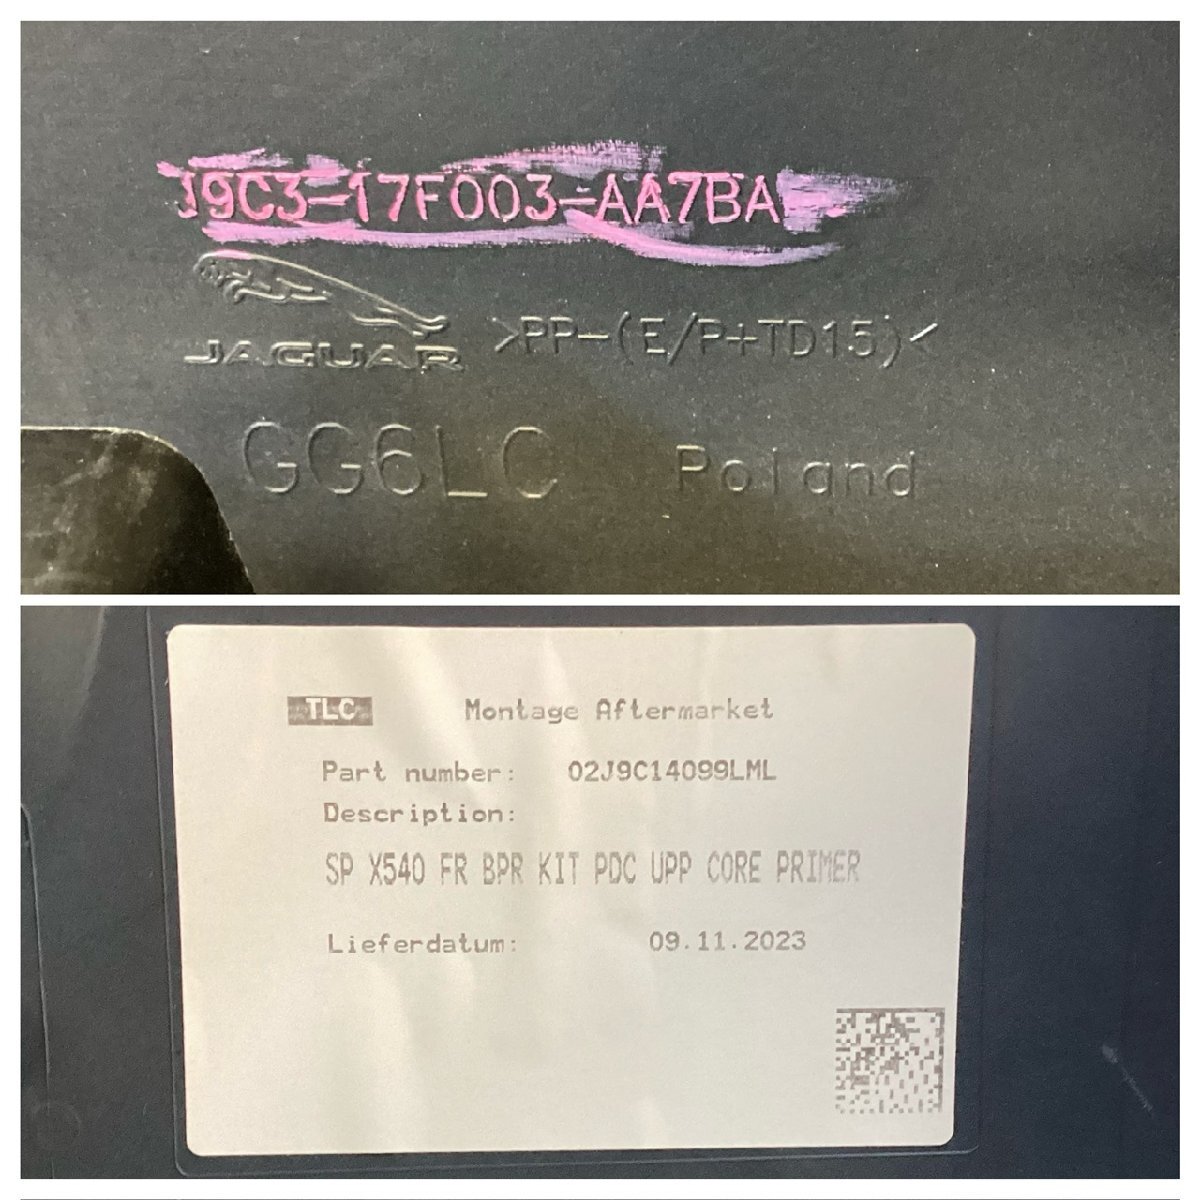 J9C3-17F003-AA7BA
JAGUAR >PP-(E/P+TD15)<
GG6LC Poland
TLC Montage Aftermarket
Part number: 02J9C14099LML
Description:
SP X540 FR BPR KIT PDC UPP CORE PRIMER
Lieferdatum: 09.11.2023